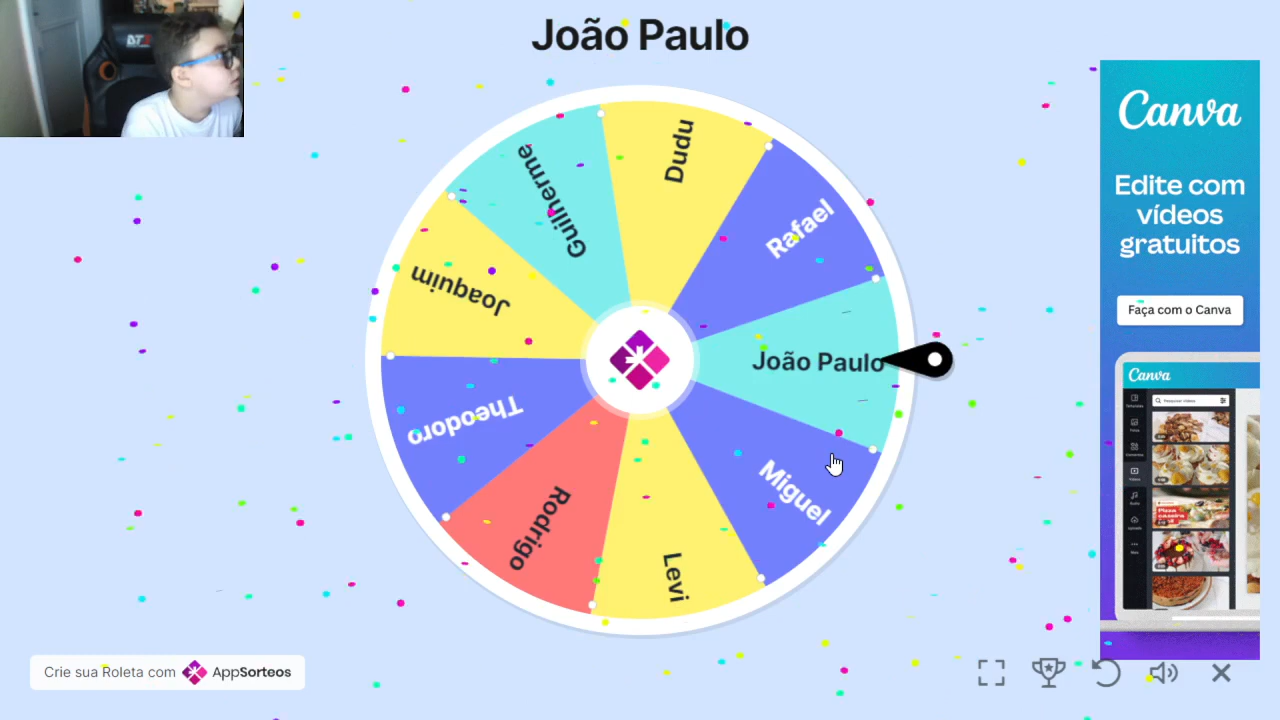 João Paulo
Dudu
Guilherme
Rafael
Joaquim
João Paulo
Theodoro
Miguel
Rodrigo
Levi
Canva
Edite com
vídeos
gratuitos
Faça com o Canva
Canva
Crie sua Roleta com AppSorteos